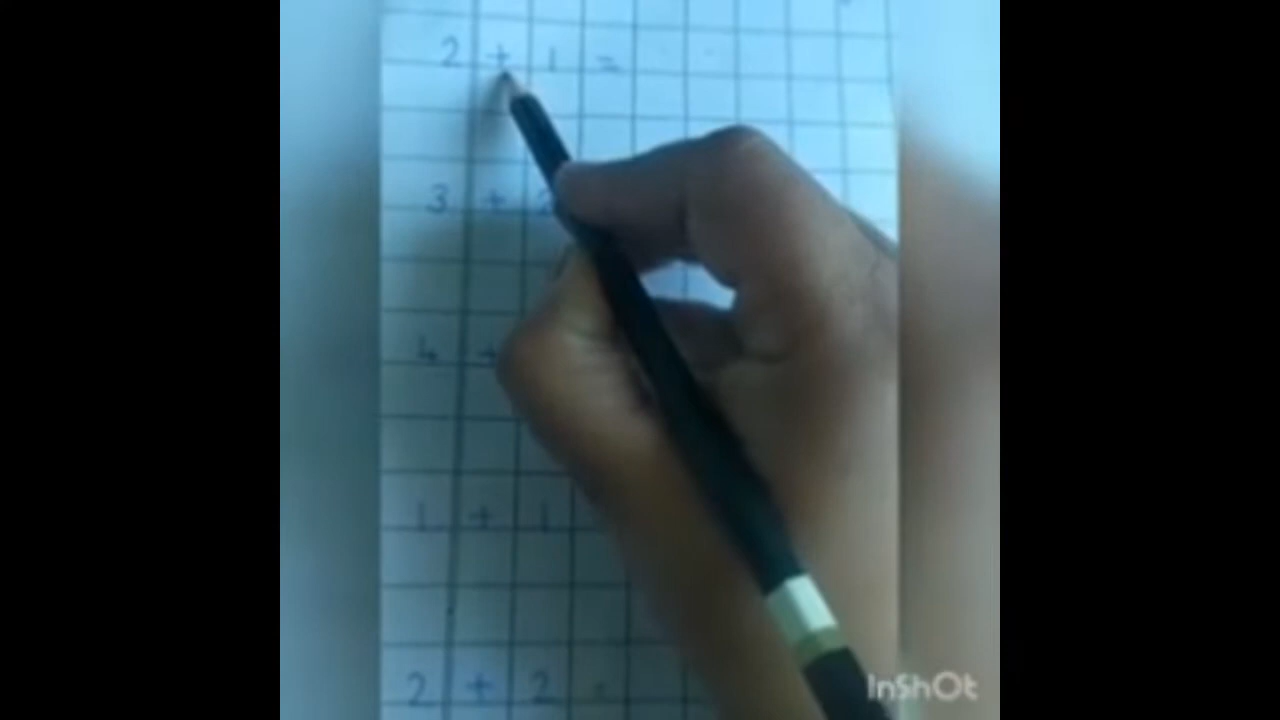 2 + 1 =
3 + 2
4 +
1 + 1
2 + 2 =
InShOt